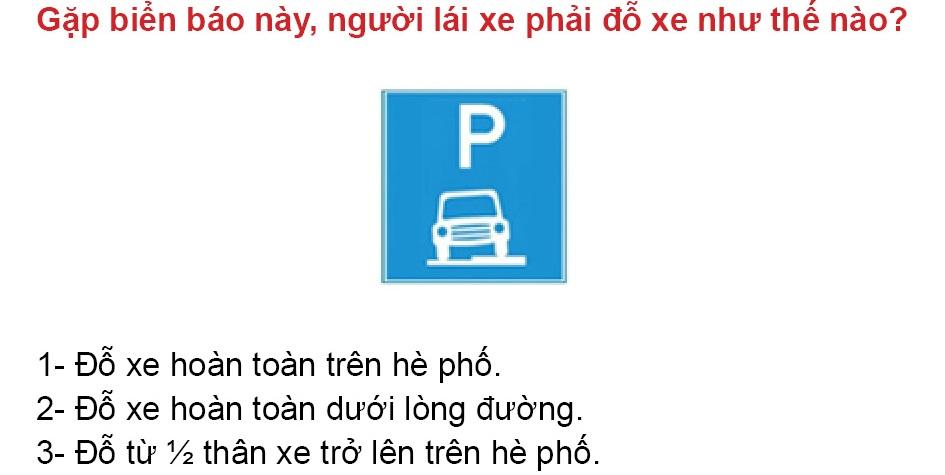 Gặp biển báo này, người lái xe phải đỗ xe như thế nào?
P
1- Đỗ xe hoàn toàn trên hè phố.
2- Đỗ xe hoàn toàn dưới lòng đường.
3- Đỗ từ ½ thân xe trở lên trên hè phố.